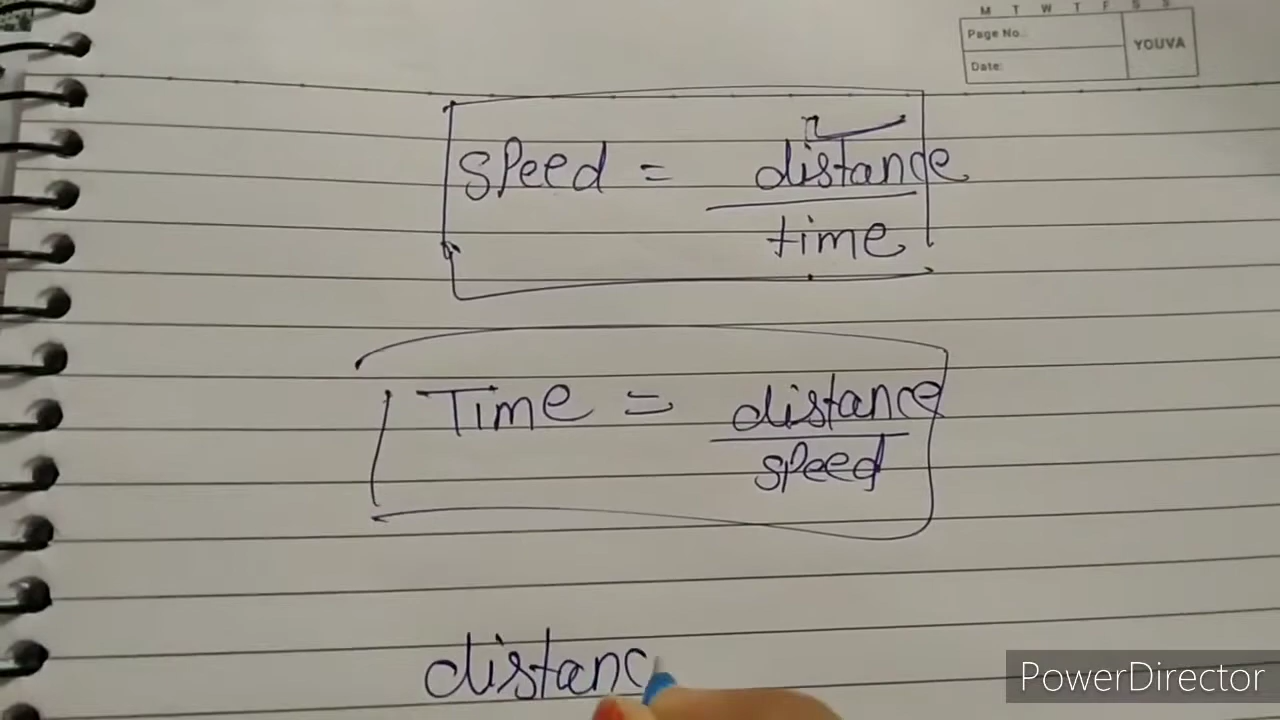 M T W T F S S
Page No.
YOUVA
Date:
speed = distance
time
Time = distance
speed
distanc
PowerDirector